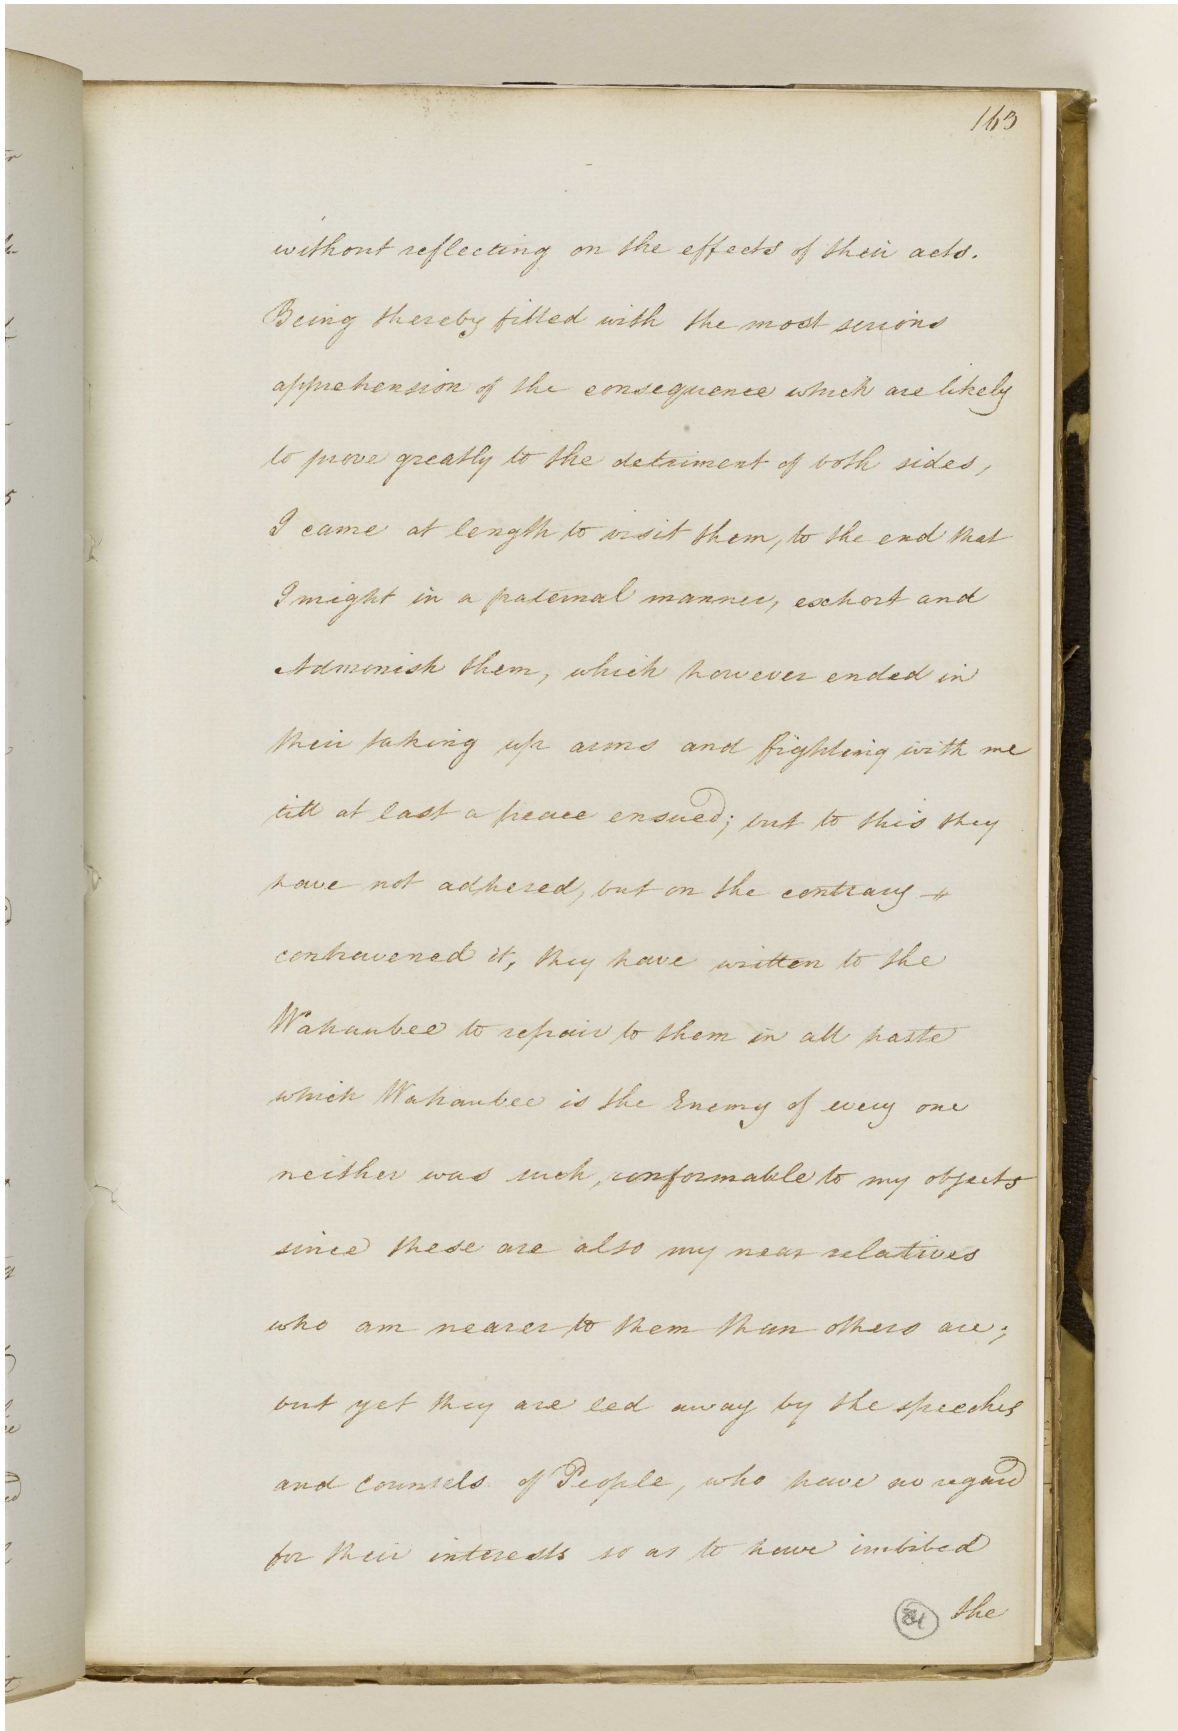 163
without reflecting on the effects of their acts.
Being thereby filled with the most serious
apprehension of the consequence which are likely
to prove greatly to the detriment of both sides,
I came at length to visit them, to the end that
I might in a paternal manner, exhort and
Admonish them, which however ended in
their taking up arms and fighting with me
till at last a peace ensued; but to this they
have not adhered, but on the contrary
contravened it, they have written to the
Wahaubee to repair to them in all haste
which Wahaubee is the Enemy of every one
neither was such, conformable to my objects
since these are also my near relatives
who am nearer to them than others are;
but yet they are led away by the speeches
and counsels of People, who have no regard
for their interests so as to have imbibed
the